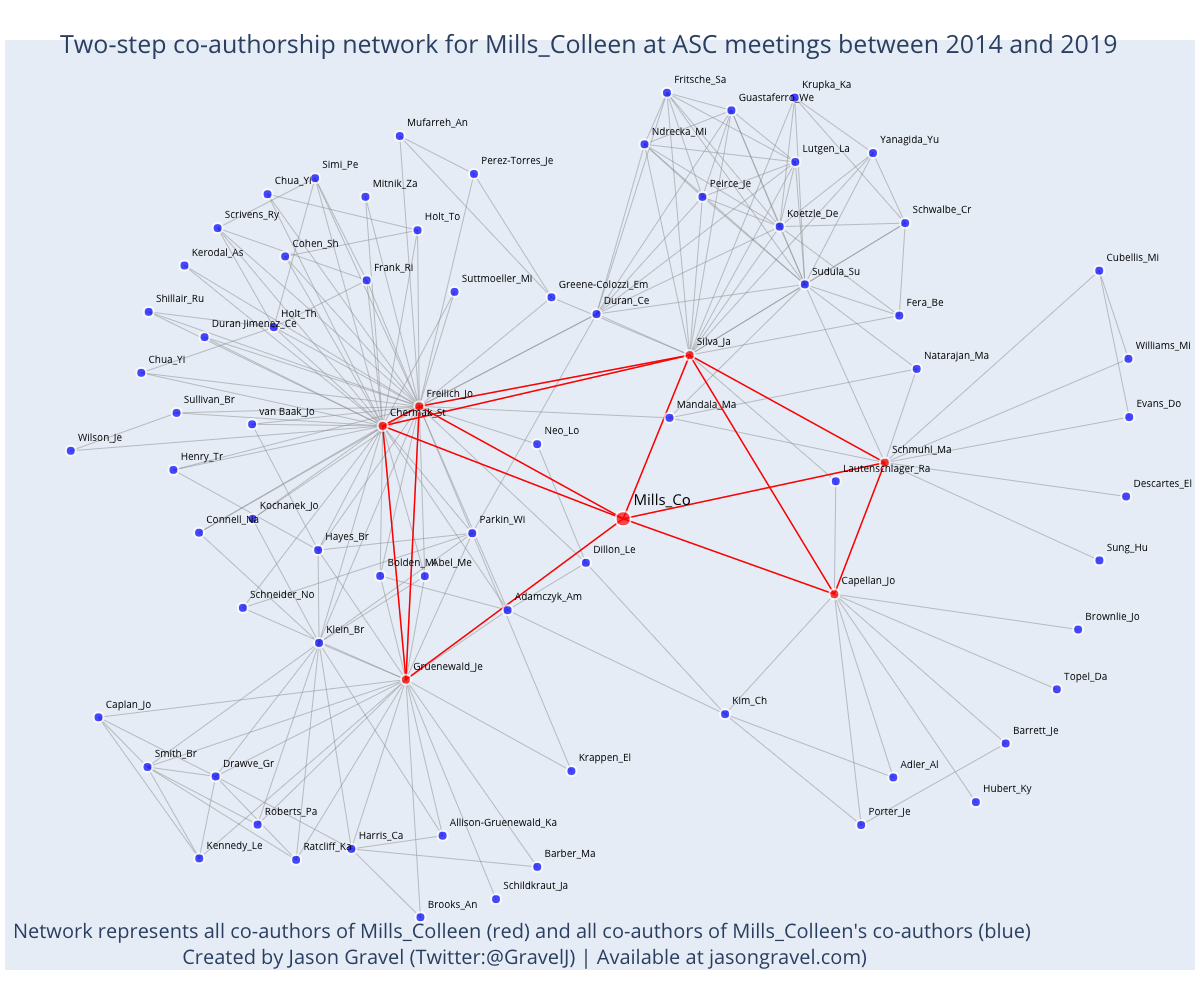 Two-step co-authorship network for Mills_Colleen at ASC meetings between 2014 and 2019
Fritsche_Sa
Krupka_Ka
Guastaferro_We
Mufarreh_An
Ndrecka_Mi
Yanagida_Yu
Lutgen_La
Perez-Torres_Je
Simi_Pe
Chua_Yi
Mitnik_Za
Peirce_Je
Scrivens_Ry
Holt_To
Koetzle_De
Schwalbe_Cr
Cohen_Sh
Kerodal_As
Frank_Ri
Cubellis_Mi
Suttmoeller_Mi
Greene-Colozzi_Em
Sudula_Su
Shillair_Ru
Duran_Ce
Fera_Be
Holt_Th
Duran Jimenez_Ce
Silva_Ja
Williams_Mi
Chua_Yi
Natarajan_Ma
Freilich_Jo
Sullivan_Br
van Baak_Jo
Chermak_St
Mandala_Ma
Evans_Do
Neo_Lo
Wilson_Je
Schmuhl_Ma
Henry_Tr
Lautenschlager_Ra
Descartes_El
Mills_Co
Kochanek_Jo
Connell_Na
Parkin_Wi
Hayes_Br
Dillon_Le
Sung_Hu
Bolden_Mi
Abel_Me
Capellan_Jo
Schneider_No
Adamczyk_Am
Brownlie_Jo
Klein_Br
Gruenewald_Je
Topel_Da
Caplan_Jo
Kim_Ch
Barrett_Je
Smith_Br
Drawve_Gr
Krappen_El
Adler_Al
Hubert_Ky
Roberts_Pa
Allison-Gruenewald_Ka
Porter_Je
Kennedy_Le
Ratcliff_Ka
Harris_Ca
Barber_Ma
Schildkraut_Ja
Brooks_An
Network represents all co-authors of Mills_Colleen (red) and all co-authors of Mills_Colleen's co-authors (blue)
Created by Jason Gravel (Twitter:@GravelJ) | Available at jasongravel.com)